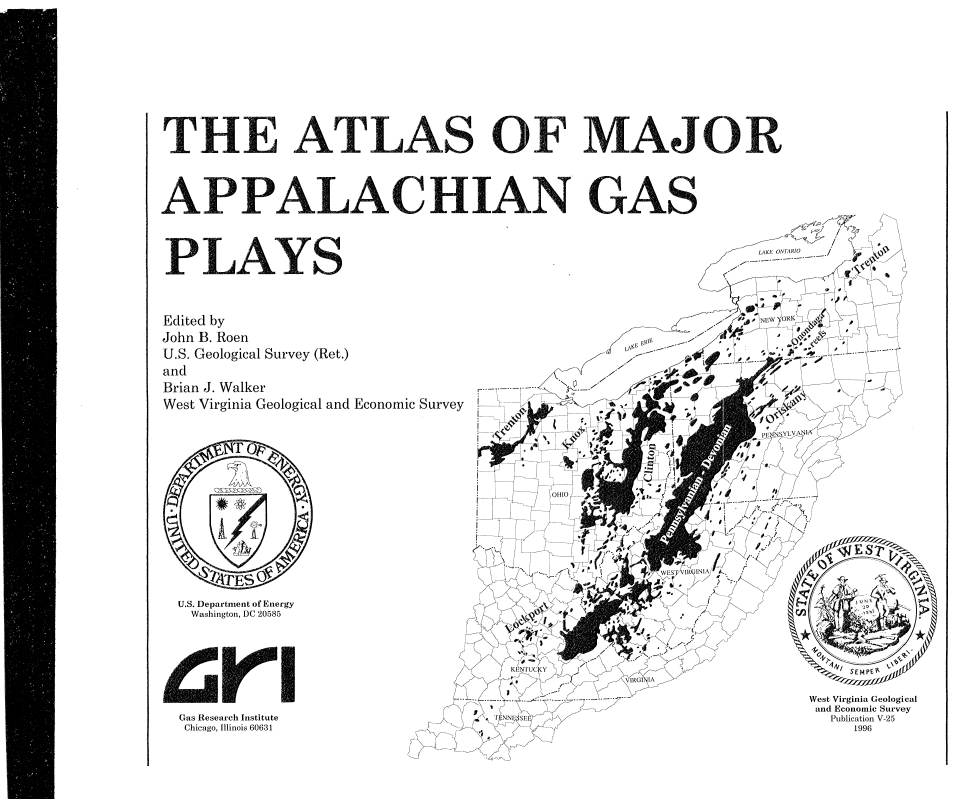 THE ATLAS OF MAJOR
APPALACHIAN GAS
PLAYS
Edited by
John B. Roen
U.S. Geological Survey (Ret.)
and
Brian J. Walker
West Virginia Geological and Economic Survey
UNITED STATES OF AMERICA · DEPARTMENT OF ENERGY ·
U.S. Department of Energy
Washington, DC 20585
GRI
Gas Research Institute
Chicago, Illinois 60631
LAKE ONTARIO
Trenton
NEW YORK
Onondaga
reefs
LAKE ERIE
Oriskany
PENNSYLVANIA
Trenton
Knox
Clinton
Pennsylvanian - Devonian
OHIO
WEST VIRGINIA
Lockport
KENTUCKY
VIRGINIA
TENNESSEE
STATE OF WEST VIRGINIA
JUNE
20
1863
MONTANI SEMPER LIBERI.
West Virginia Geological
and Economic Survey
Publication V-25
1996